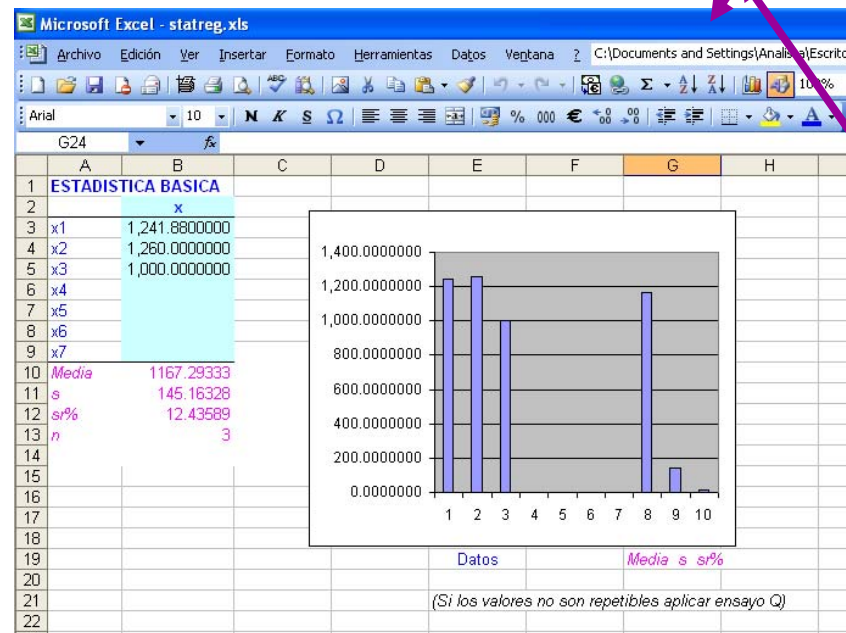 Microsoft Excel - statreg.xls
Archivo Edición Ver Insertar Formato Herramientas Datos Ventana ? C:\Documents and Settings\Analista\Escrito
Arial 10 N K S
% 000 €
G24 fx
A B C D E F G H
1 ESTADISTICA BASICA
2 x
3 x1 1,241.8800000
4 x2 1,260.0000000
5 x3 1,000.0000000
6 x4
7 x5
8 x6
9 x7
10 Media 1167.29333
11 s 145.16328
12 sr% 12.43589
13 n 3
14
15
16
17
18
19
20
21
22
1,400.0000000
1,200.0000000
1,000.0000000
800.0000000
600.0000000
400.0000000
200.0000000
0.0000000
1 2 3 4 5 6 7 8 9 10
Datos Media s sr%
(Si los valores no son repetibles aplicar ensayo Q)